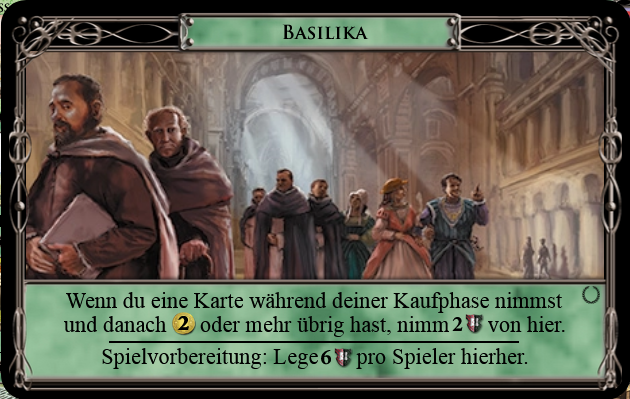 BASILIKA
Wenn du eine Karte während deiner Kaufphase nimmst
und danach 2 oder mehr übrig hast, nimm 2 von hier.
Spielvorbereitung: Lege 6 pro Spieler hierher.